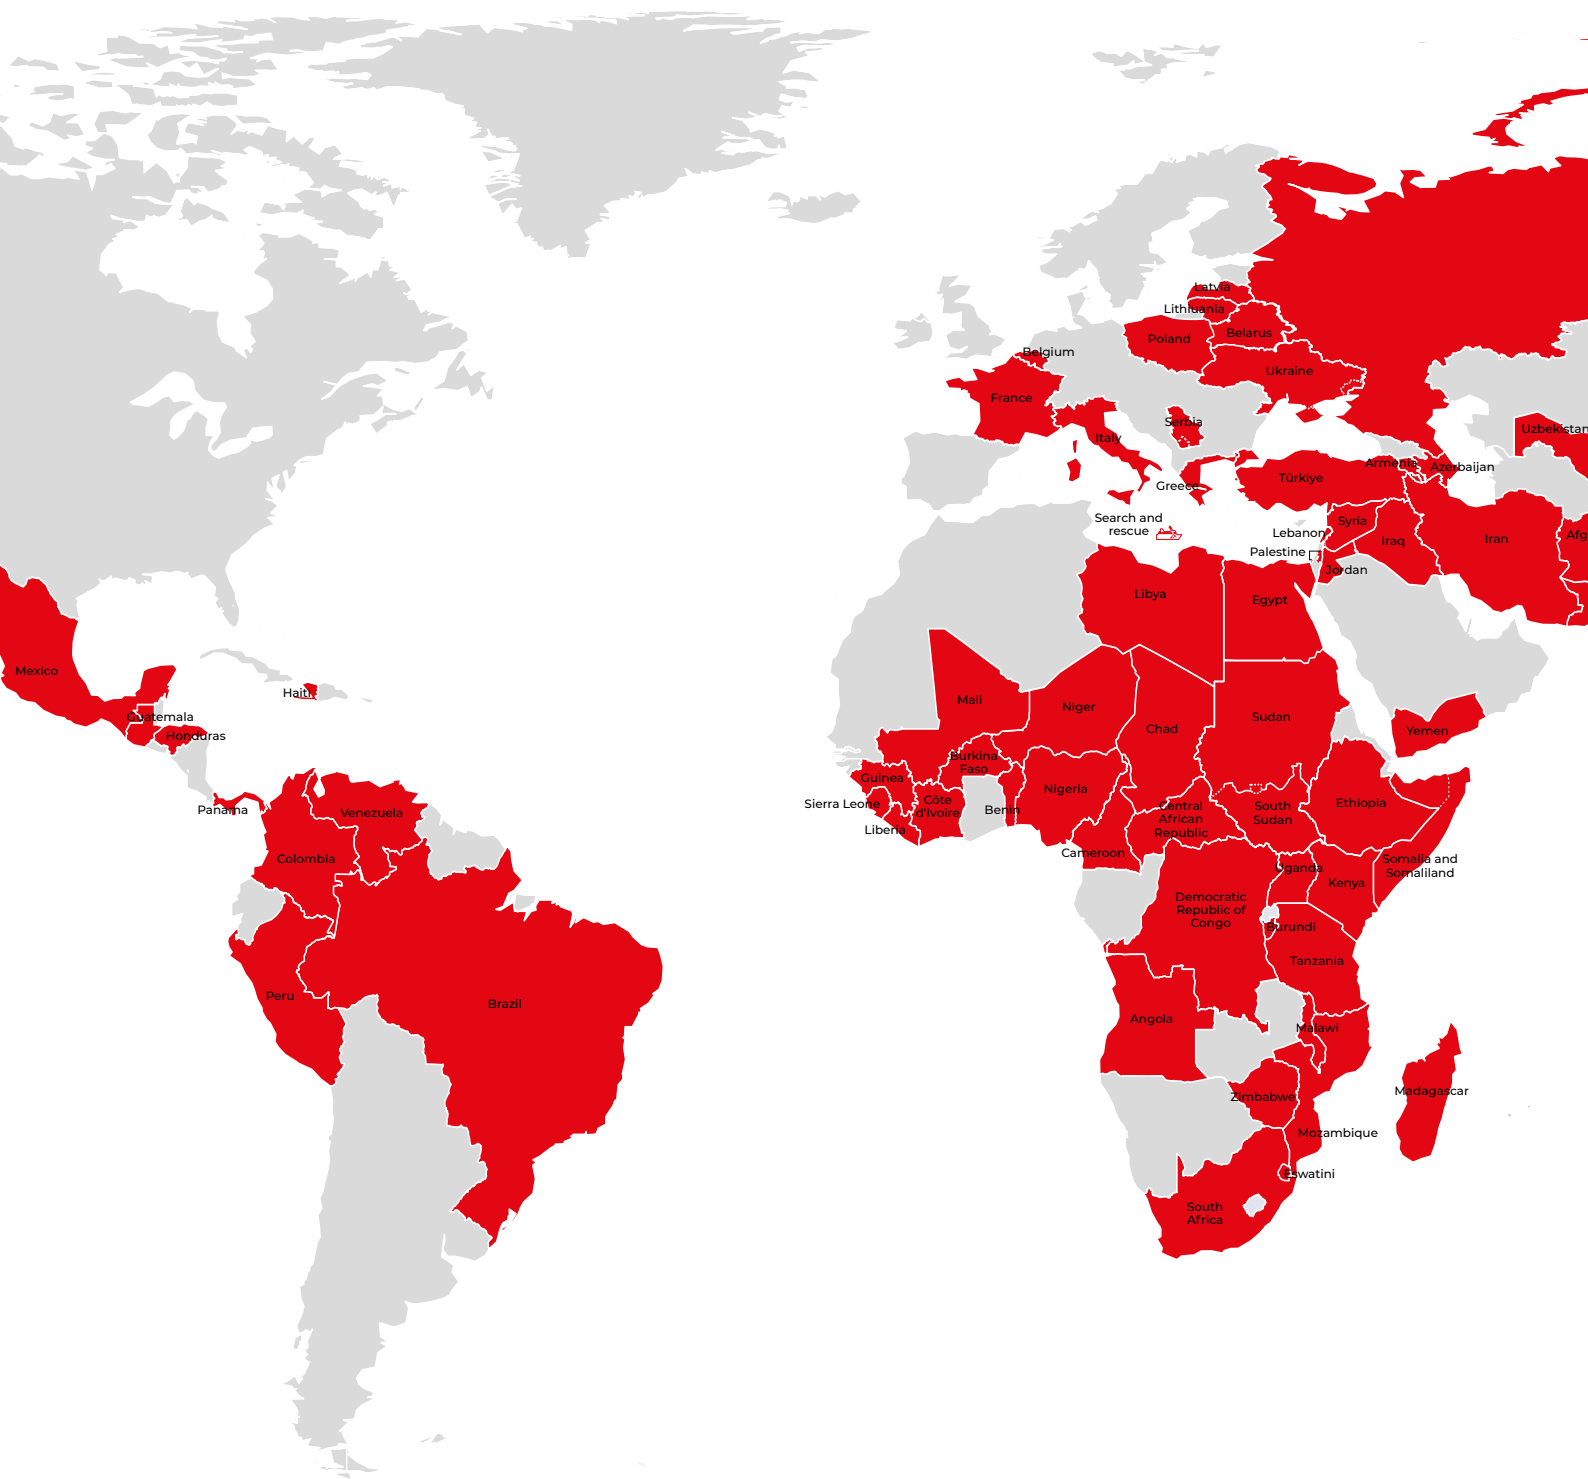 Latvia
Lithuania
Belarus
Poland
Belgium
Ukraine
France
Serbia
Uzbekistan
Italy
Armenia
Azerbaijan
Türkiye
Greece
Search and
rescue
Syria
Lebanon
Iraq
Iran
Afg
Palestine
Jordan
Libya
Egypt
Mexico
Haiti
Guatemala
Honduras
Mali
Niger
Chad
Sudan
Yemen
Burkina
Faso
Guinea
Nigeria
Sierra Leone
Côte
d'Ivoire
Benin
Liberia
Central
African
Republic
South
Sudan
Ethiopia
Panama
Venezuela
Colombia
Cameroon
Uganda
Kenya
Somalia and
Somaliland
Democratic
Republic of
Congo
Burundi
Tanzania
Peru
Brazil
Angola
Malawi
Zimbabwe
Madagascar
Mozambique
Eswatini
South
Africa